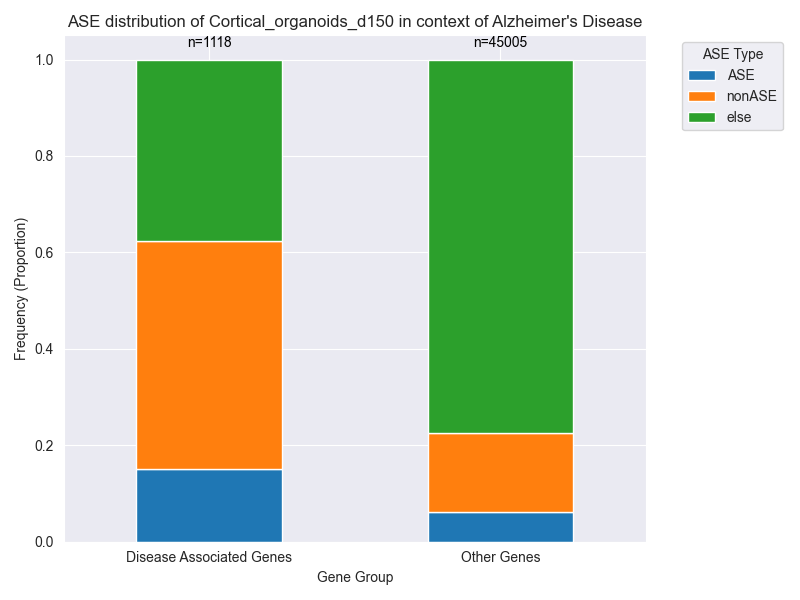 ASE distribution of Cortical_organoids_d150 in context of Alzheimer's Disease
n=1118
n=45005
ASE Type
ASE
nonASE
else
1.0
0.8
0.6
0.4
0.2
0.0
Frequency (Proportion)
Disease Associated Genes
Other Genes
Gene Group